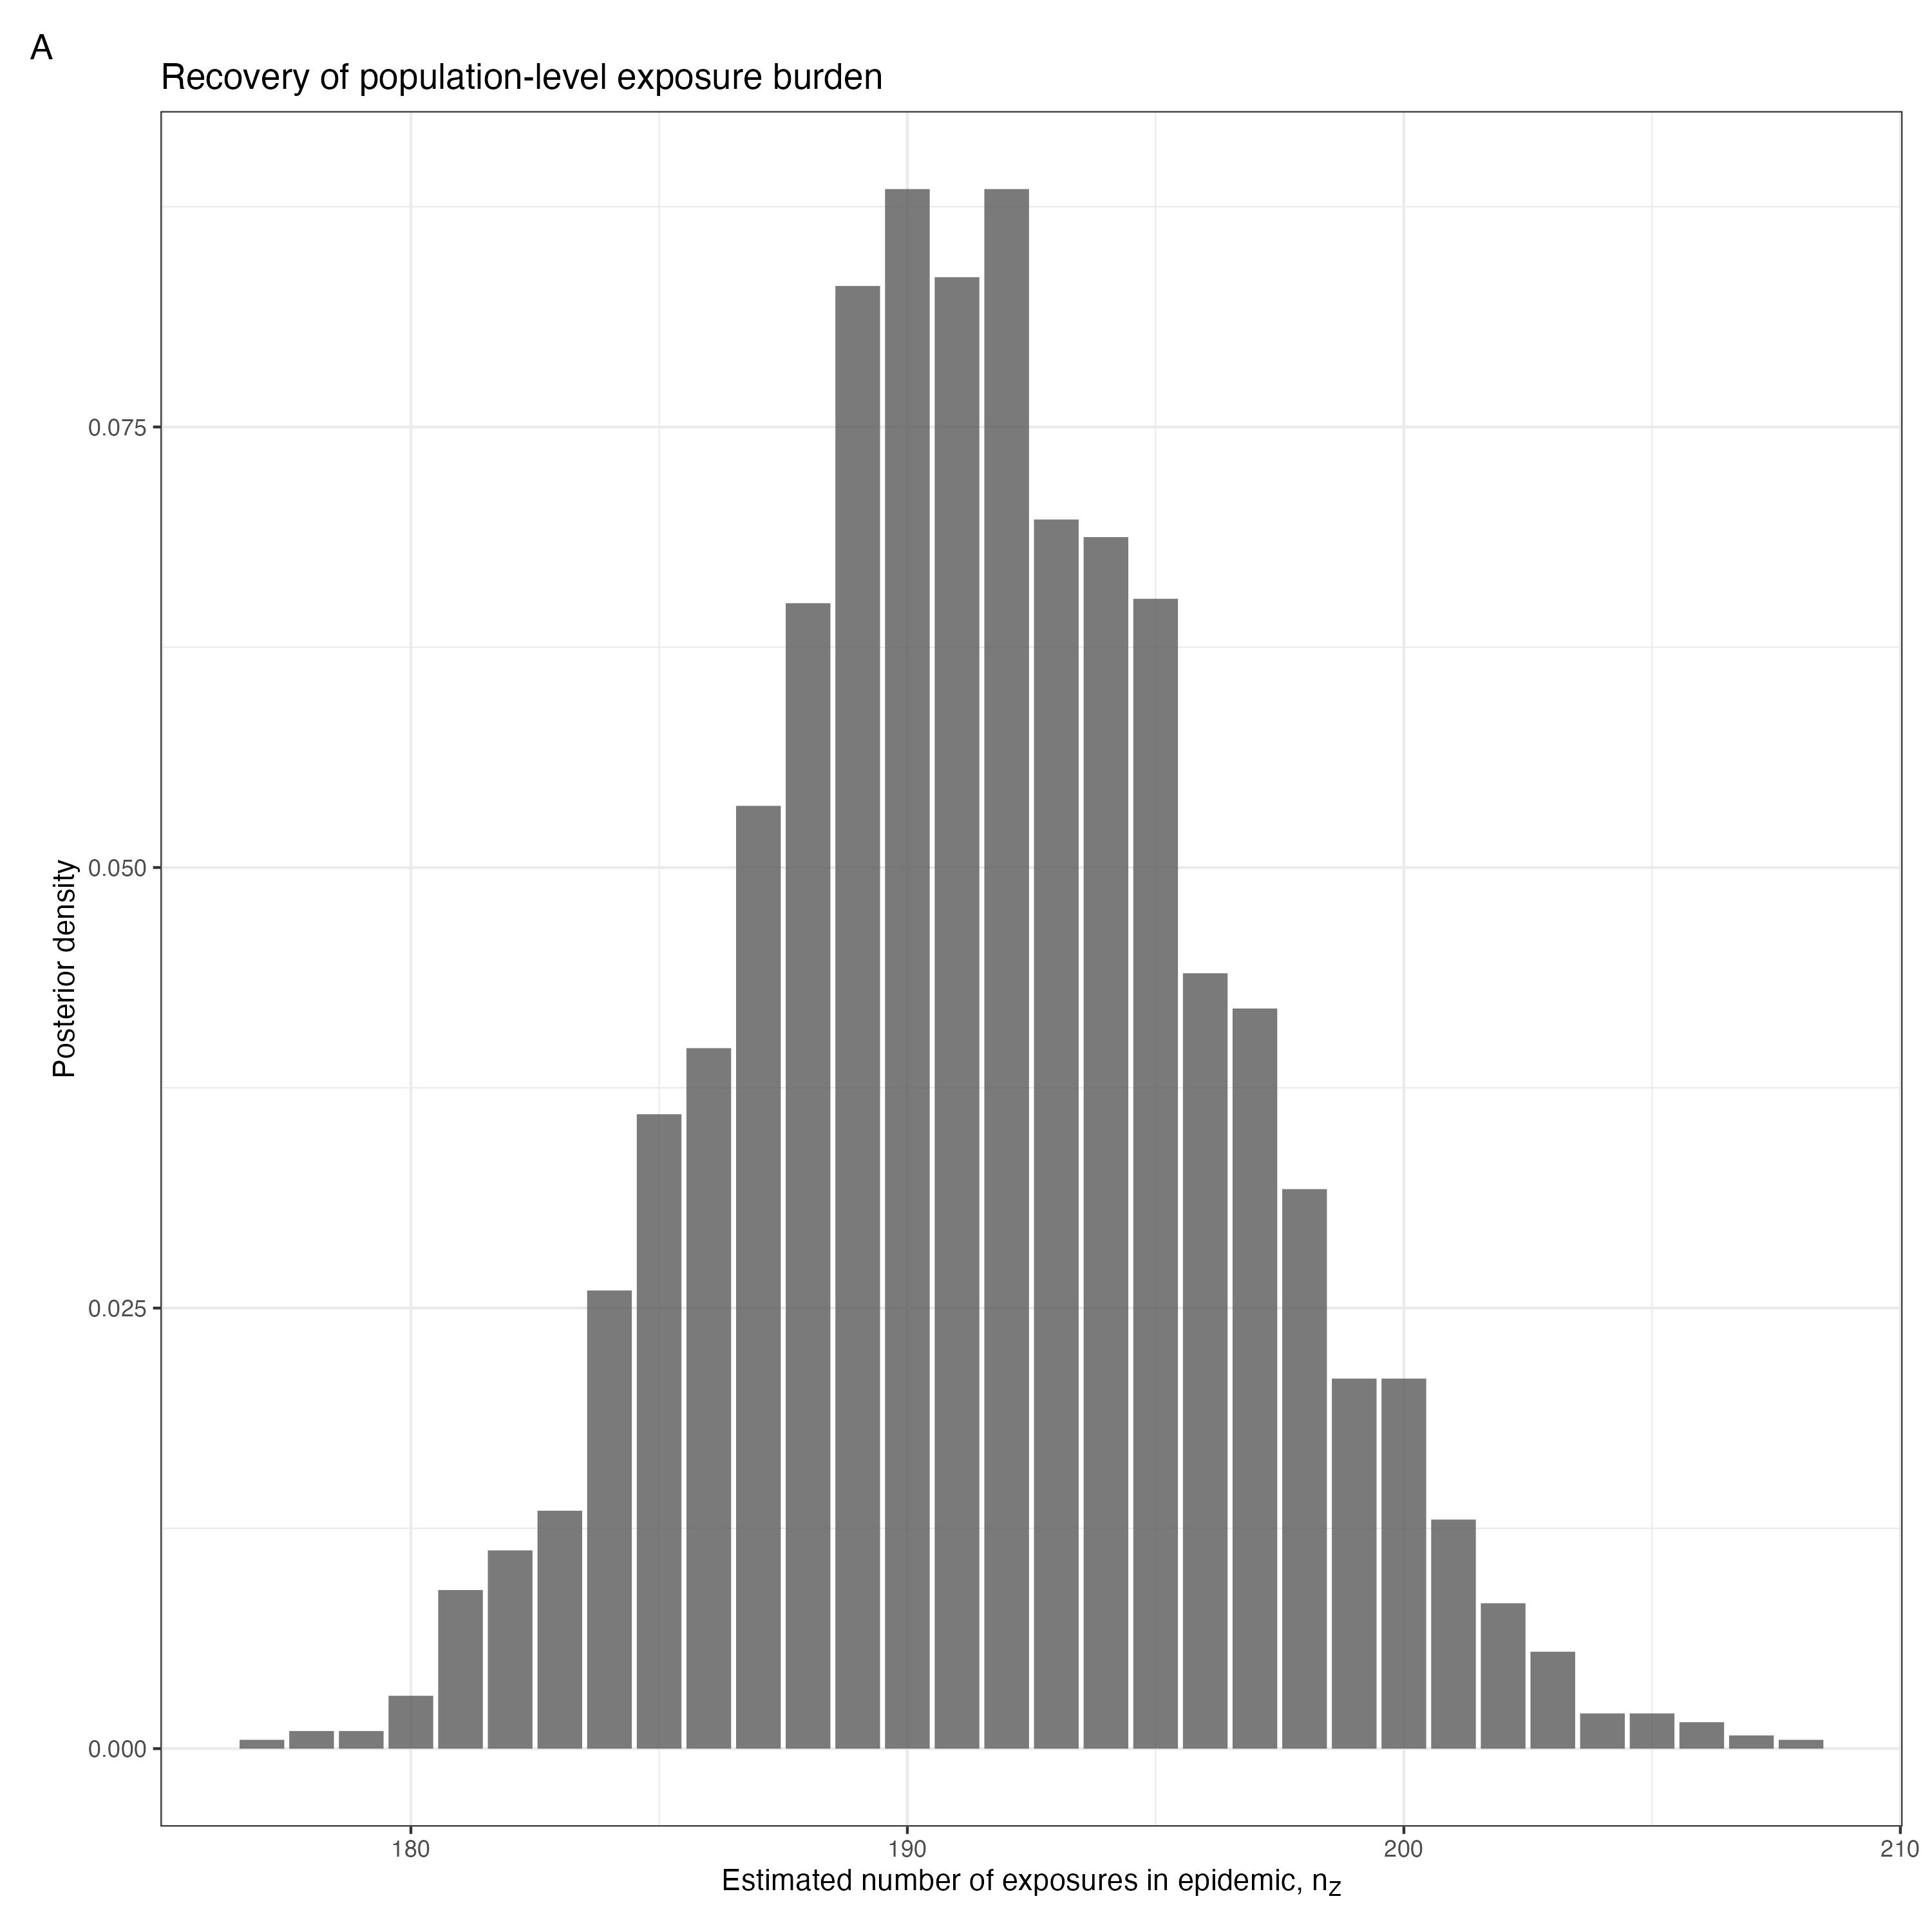 A
Recovery of population-level exposure burden
Posterior density
0.075
0.050
0.025
0.000
180 190 200 210
Estimated number of exposures in epidemic, nZ